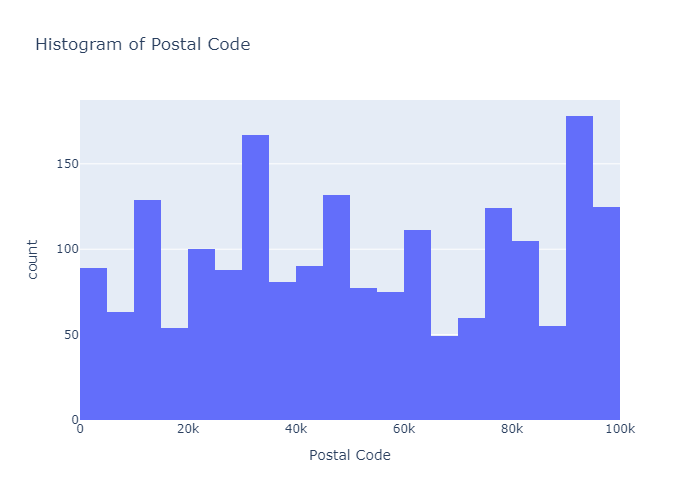 Histogram of Postal Code
150
100
50
0
count
0 20k 40k 60k 80k 100k
Postal Code